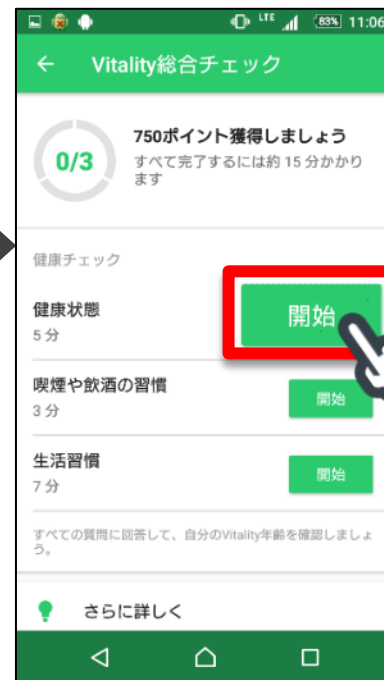 LTE 83% 11:06
Vitality総合チェック
750ポイント獲得しましょう
0/3
すべて完了するには約 15 分かかり
ます
健康チェック
健康状態
開始
5 分
喫煙や飲酒の習慣
開始
3 分
生活習慣
開始
7 分
すべての質問に回答して、自分のVitality年齢を確認しましょ
う。
さらに詳しく